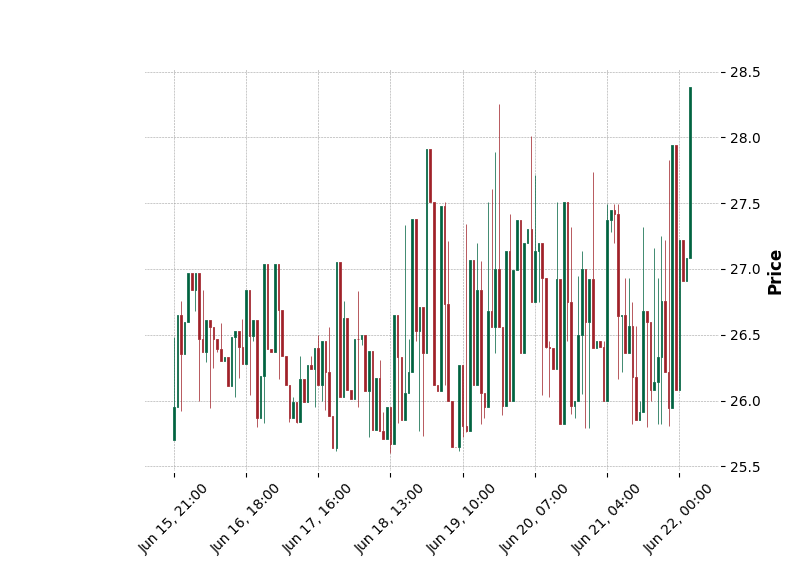 28.5
28.0
27.5
27.0
26.5
26.0
25.5
Price
Jun 15, 21:00
Jun 16, 18:00
Jun 17, 16:00
Jun 18, 13:00
Jun 19, 10:00
Jun 20, 07:00
Jun 21, 04:00
Jun 22, 00:00